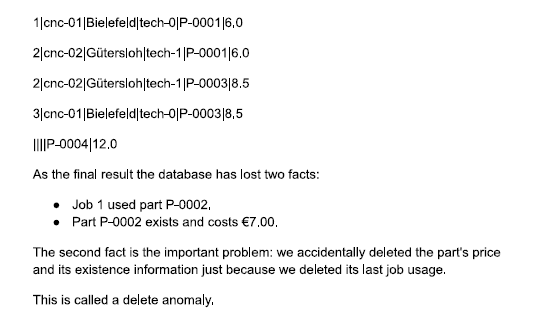 1|cnc-01|Bielefeld|tech-0|P-0001|6,0
2|cnc-02|Gütersloh|tech-1|P-0001|6,0
2|cnc-02|Gütersloh|tech-1|P-0003|8.5
3|cnc-01|Bielefeld|tech-0|P-0003|8,5
||||P-0004|12.0
As the final result the database has lost two facts:
• Job 1 used part P-0002,
• Part P-0002 exists and costs €7.00.
The second fact is the important problem: we accidentally deleted the part's price
and its existence information just because we deleted its last job usage.
This is called a delete anomaly,